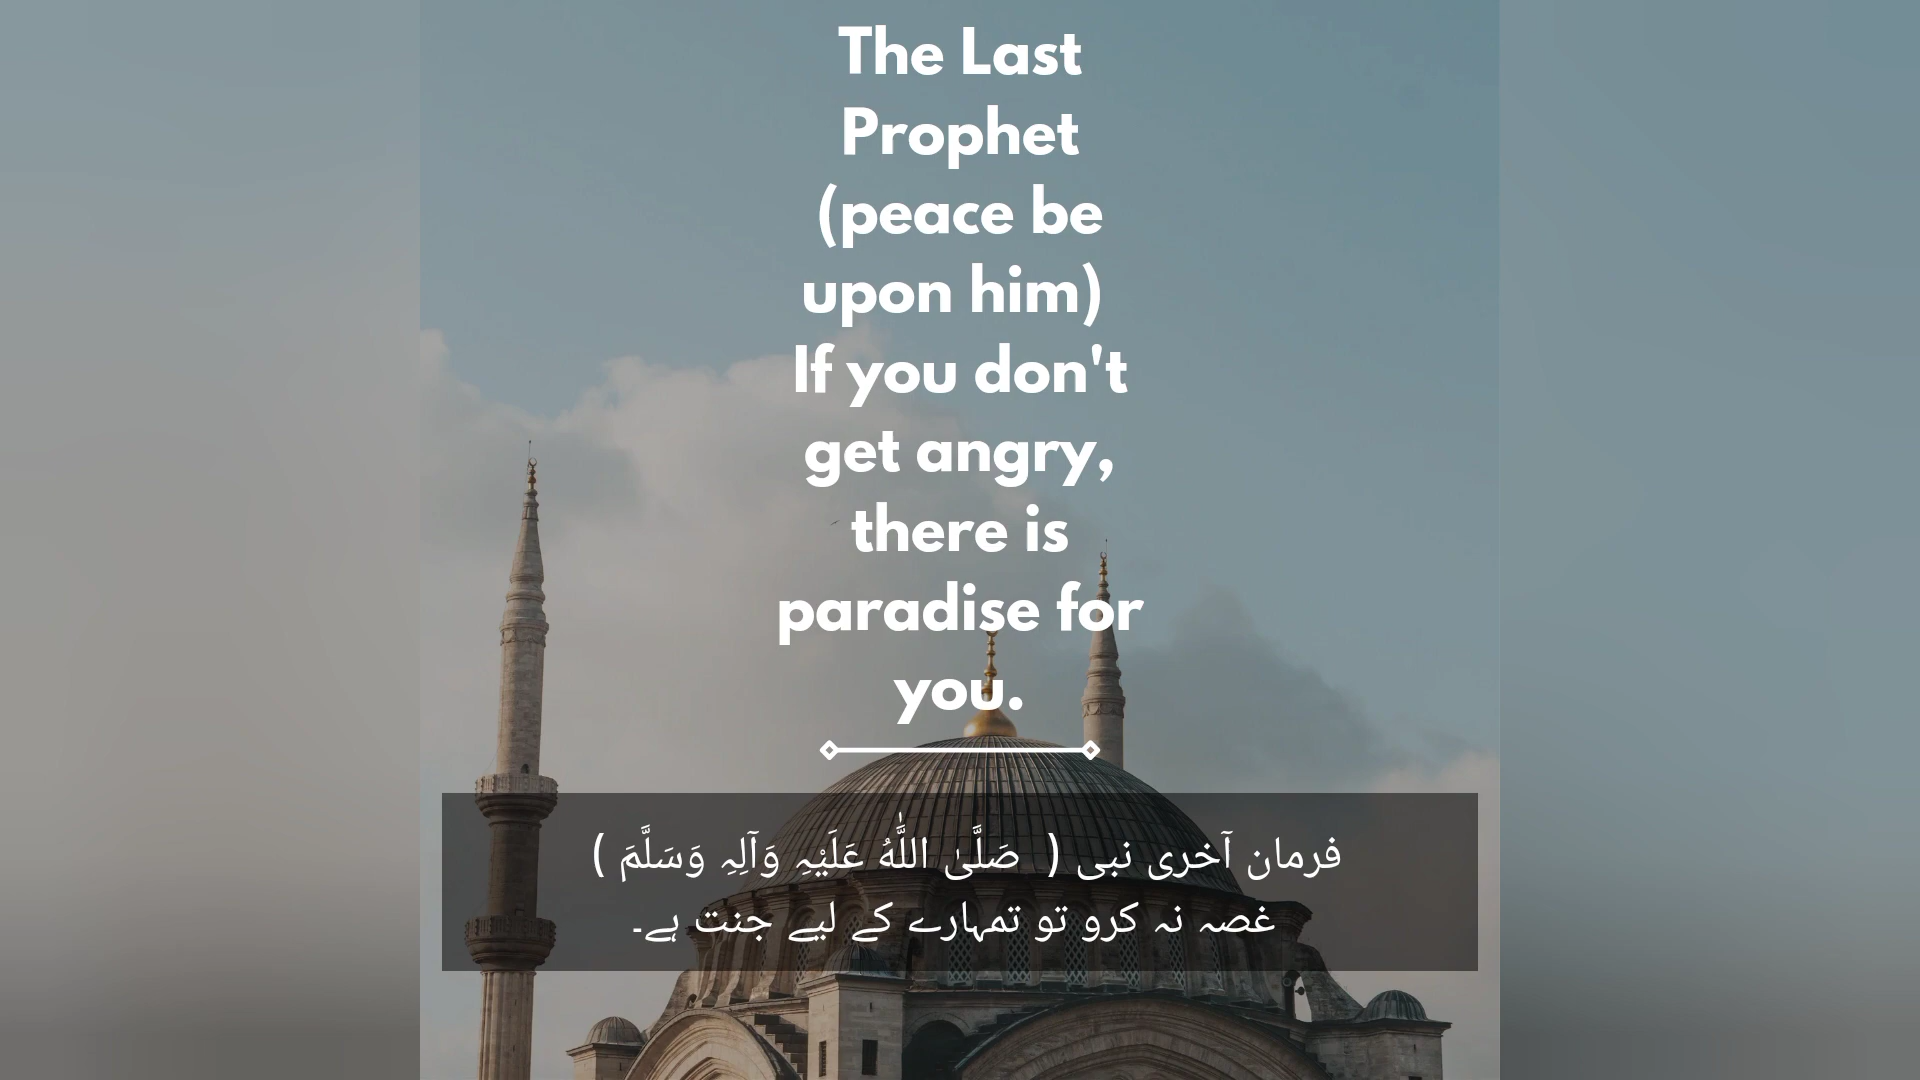 The Last
Prophet
(peace be
upon him)
If you don't
get angry,
there is
paradise for
you.
فرمان آخری نبی ( صَلَّیٰ اللَّٰهُ عَلَیْہِ وَآلِہِ وَسَلَّمَ )
غصہ نہ کرو تو تمہارے کے لیے جنت ہے۔